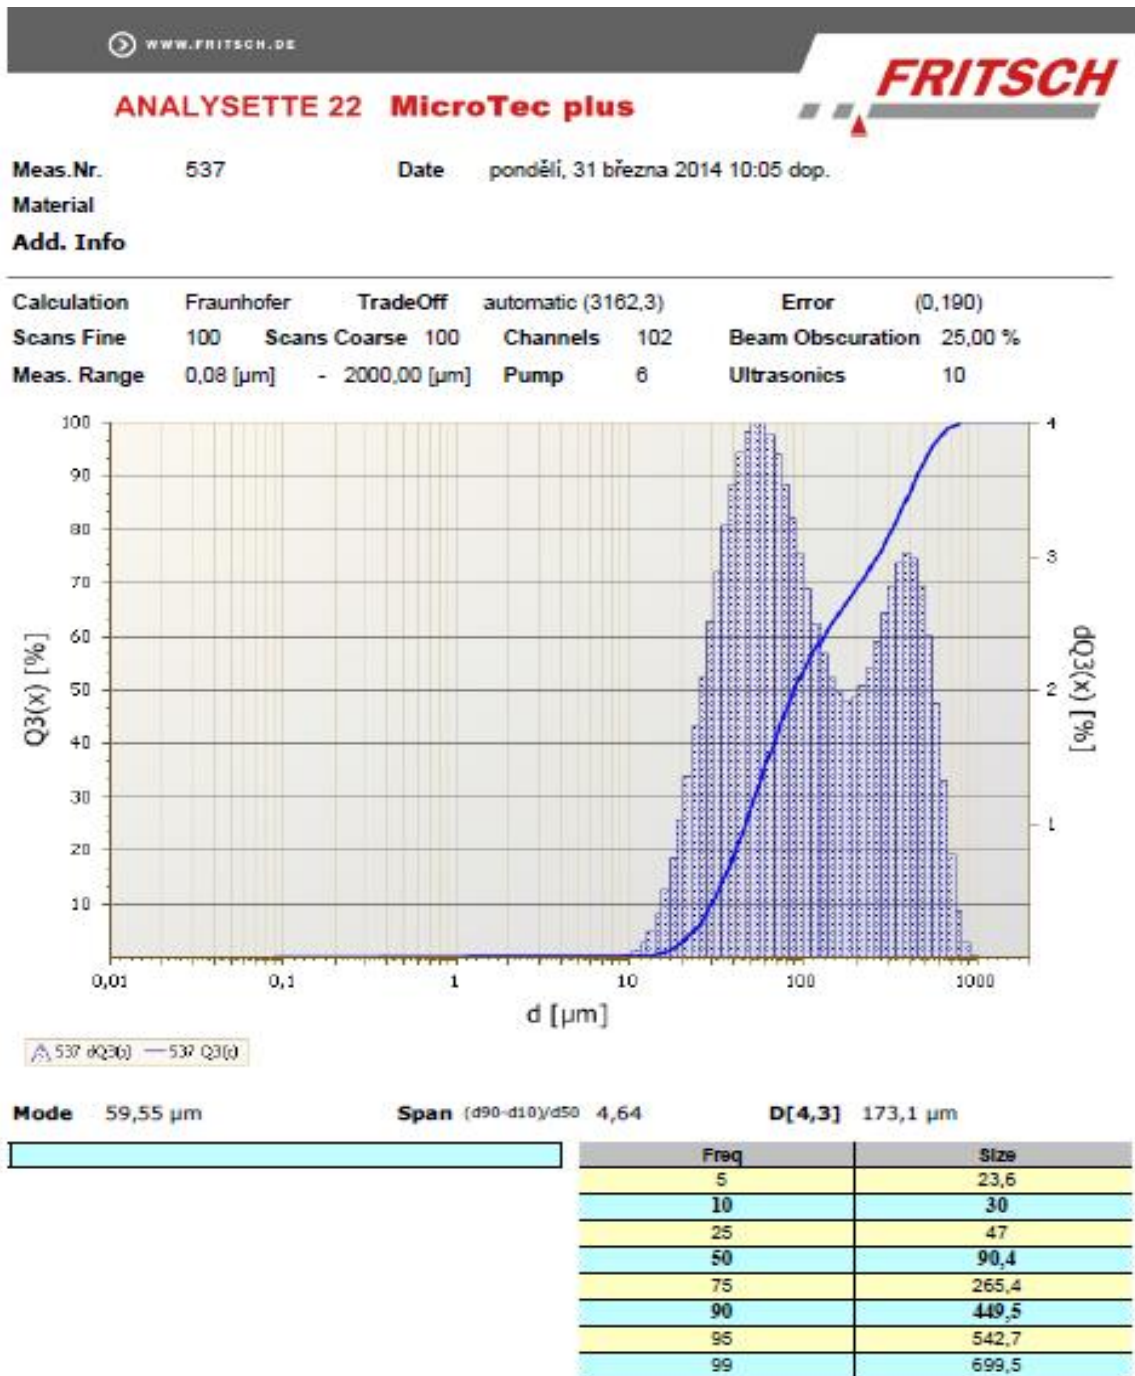 WWW.FRITSCH.DE
FRITSCH
ANALYSETTE 22 MicroTec plus
Meas.Nr. 537 Date pondělí, 31 března 2014 10:05 dop.
Material
Add. Info
Calculation Fraunhofer TradeOff automatic (3162,3) Error (0,190)
Scans Fine 100 Scans Coarse 100 Channels 102 Beam Obscuration 25,00 %
Meas. Range 0,08 [µm] - 2000,00 [µm] Pump 6 Ultrasonics 10
100
90
80
70
60
50
40
30
20
10
Q3(x) [%]
4
3
2
1
dQ3(x) [%]
0,01 0,1 1 10 100 1000
d [µm]
537 dQ3(x) 537 Q3(x)
Mode 59,55 µm Span (d90-d10)/d50 4,64 D[4,3] 173,1 µm
Freq Size
5 23,6
10 30
25 47
50 90,4
75 265,4
90 449,5
95 542,7
99 699,5